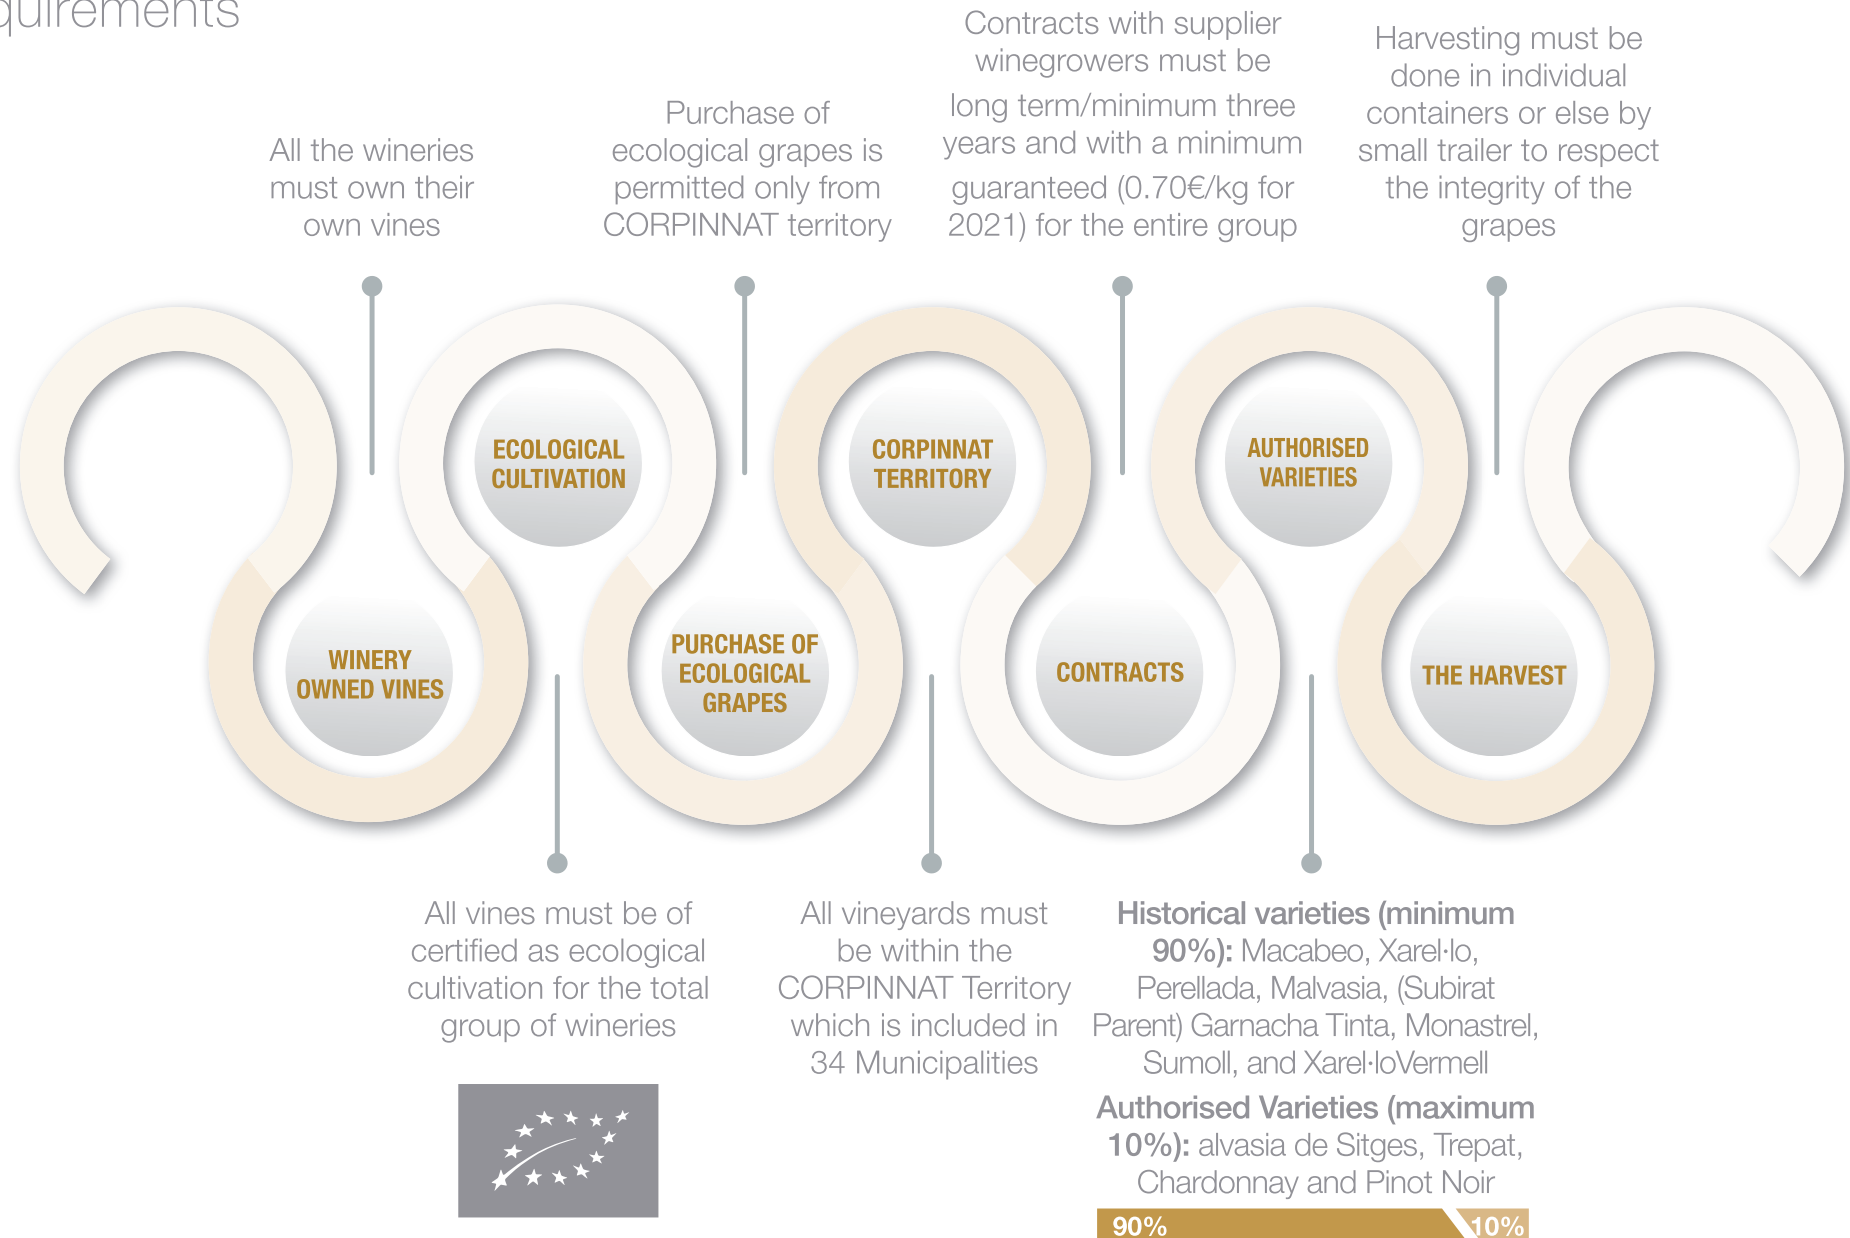 quirements
All the wineries
must own their
own vines
Purchase of
ecological grapes is
permitted only from
CORPINNAT territory
Contracts with supplier
winegrowers must be
long term/minimum three
years and with a minimum
guaranteed (0.70€/kg for
2021) for the entire group
Harvesting must be
done in individual
containers or else by
small trailer to respect
the integrity of the
grapes
WINERY
OWNED VINES
ECOLOGICAL
CULTIVATION
PURCHASE OF
ECOLOGICAL
GRAPES
CORPINNAT
TERRITORY
CONTRACTS
AUTHORISED
VARIETIES
THE HARVEST
All vines must be of
certified as ecological
cultivation for the total
group of wineries
All vineyards must
be within the
CORPINNAT Territory
which is included in
34 Municipalities
Historical varieties (minimum
90%): Macabeo, Xarel·lo,
Perellada, Malvasia, (Subirat
Parent) Garnacha Tinta, Monastrel,
Sumoll, and Xarel·loVermell
Authorised Varieties (maximum
10%): alvasia de Sitges, Trepat,
Chardonnay and Pinot Noir
90%
10%